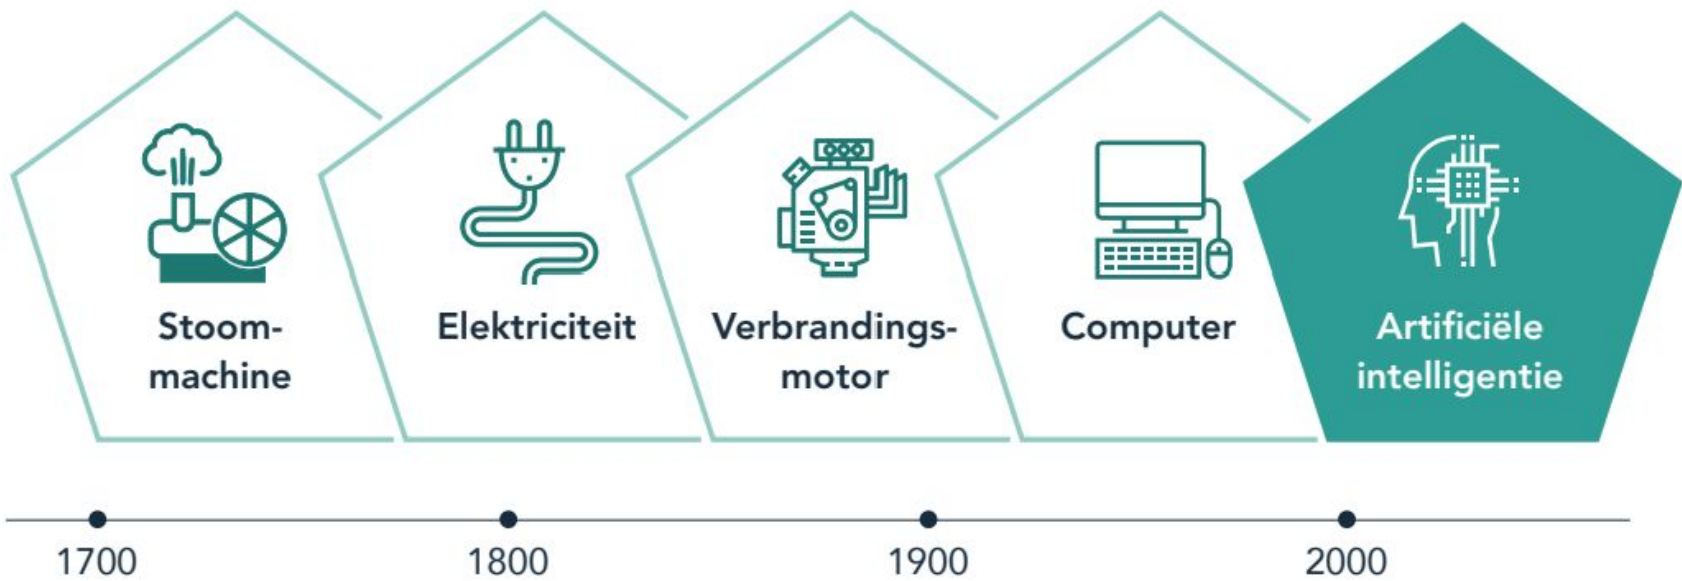 Stoom-
machine
Elektriciteit
Verbrandings-
motor
Computer
Artificiële
intelligentie
1700
1800
1900
2000